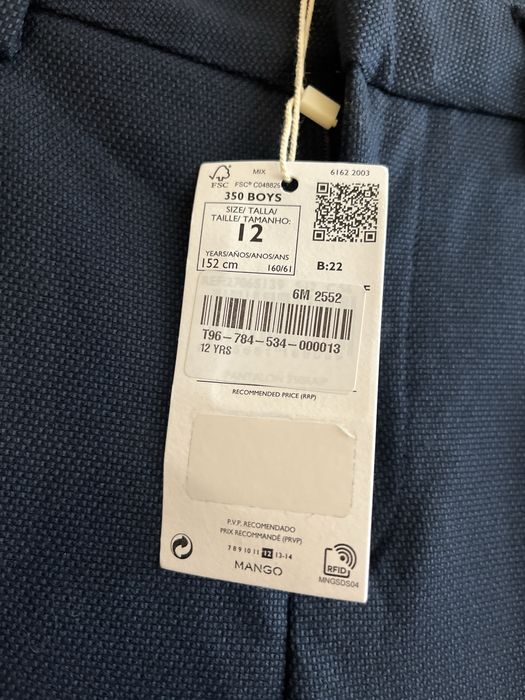 MIX
6162 2003
FSC
FSC® C048825
350 BOYS
SIZE/ TALLA/
TAILLE/ TAMANHO:
12
YEARS/AÑOS/ANOS/ANS
152 cm
160/61
B:22
6M 2552
T96-784-534-000013
12 YRS
RECOMMENDED PRICE (RRP)
P.V.P. RECOMENDADO
PRIX RECOMMANDÉ (PRVP)
7 8 9 10 11 12 13-14
MANGO
RFID
MNGSDS04